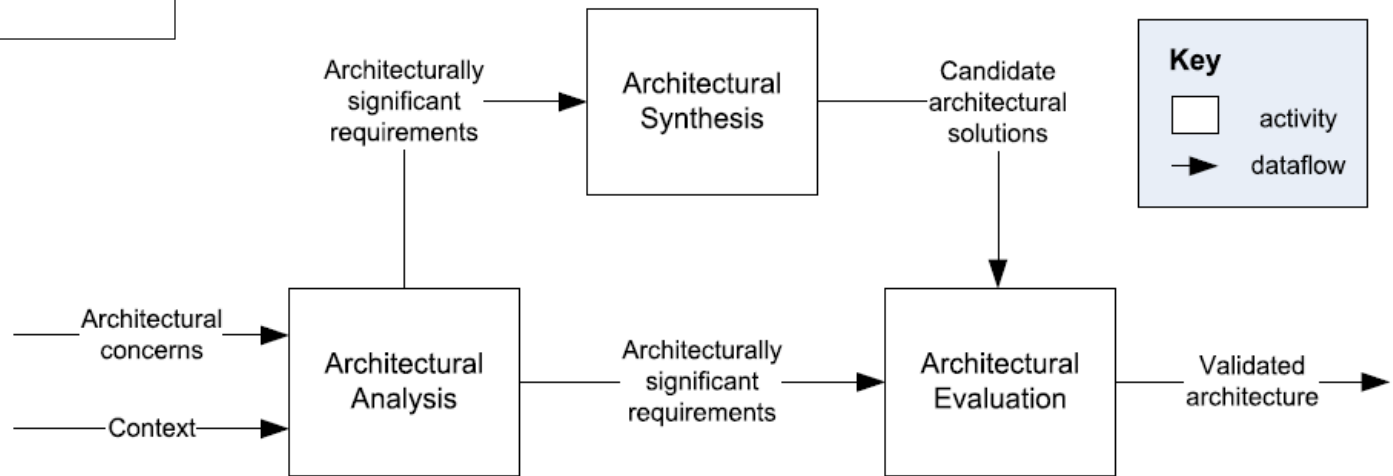 Architecturally
significant
requirements
Architectural
Synthesis
Candidate
architectural
solutions
Key
activity
dataflow
Architectural
concerns
Context
Architectural
Analysis
Architecturally
significant
requirements
Architectural
Evaluation
Validated
architecture